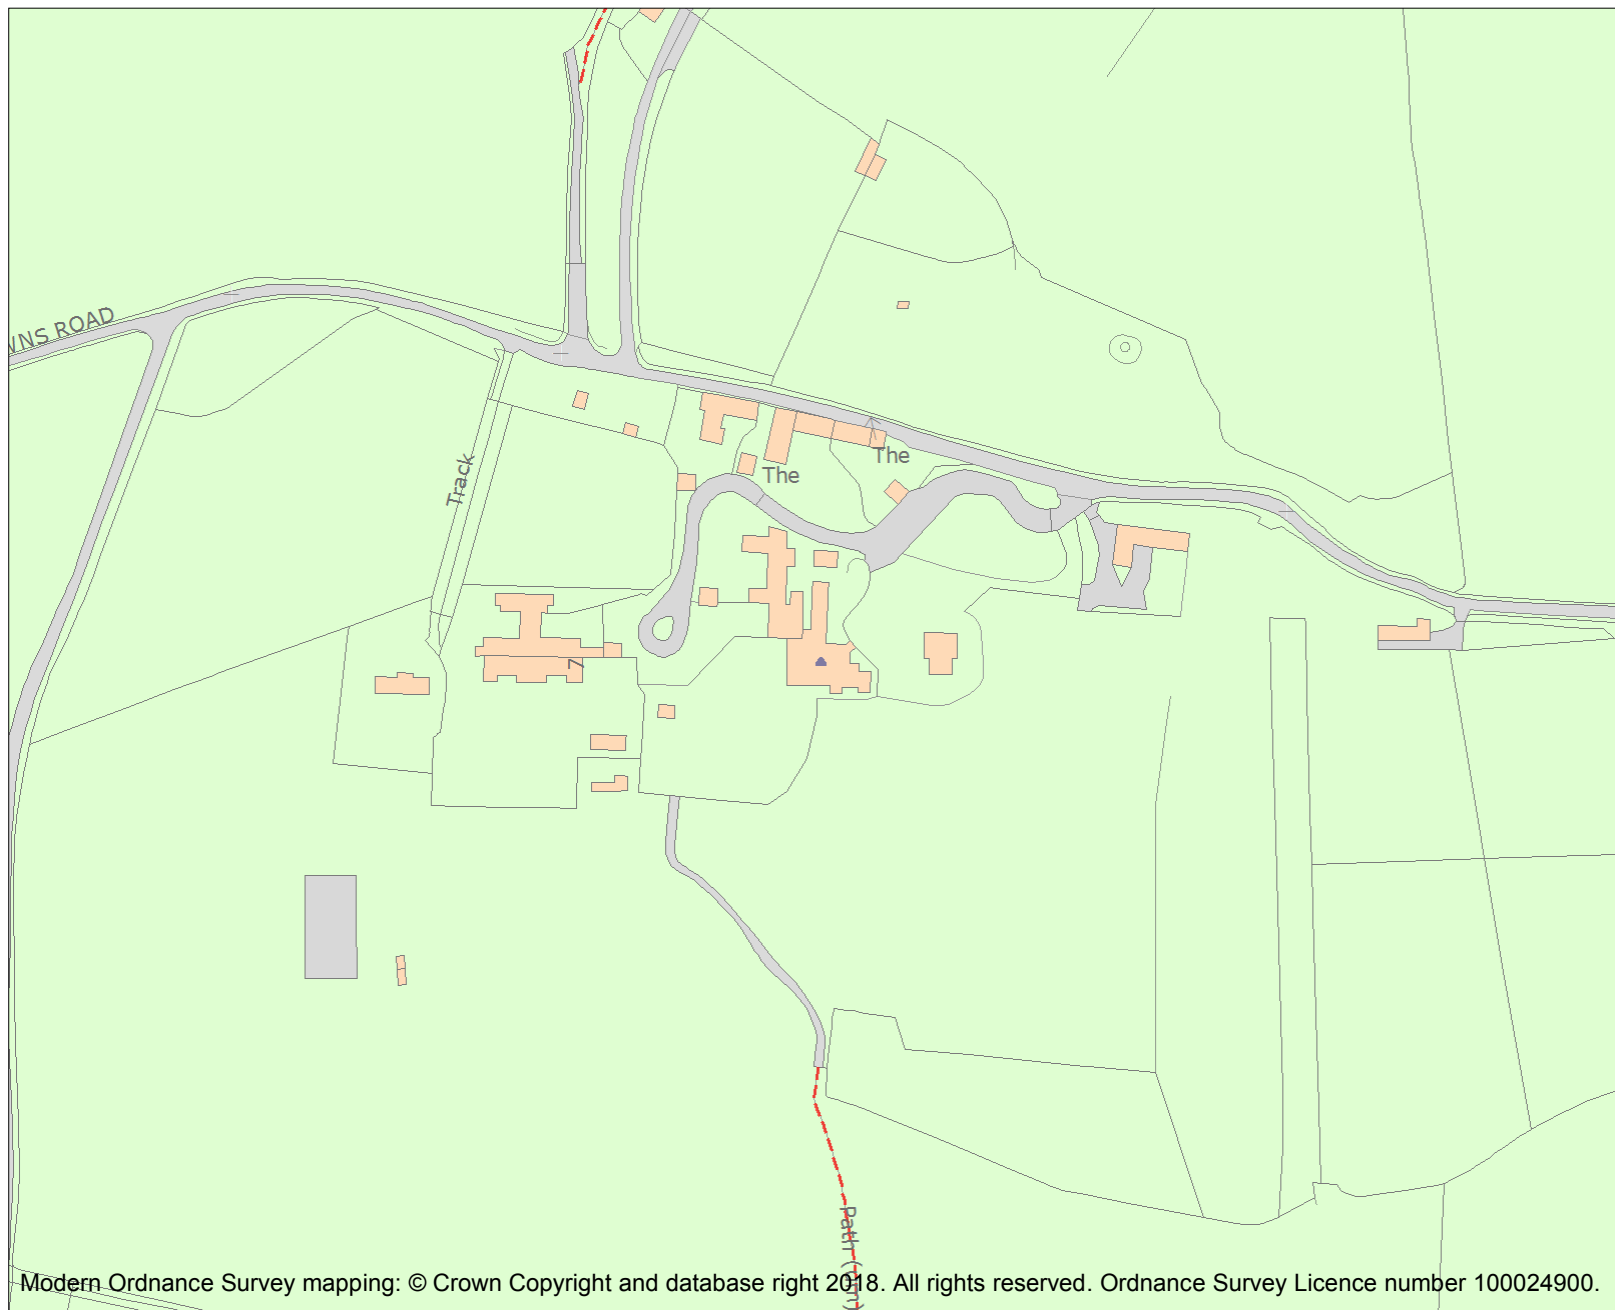 WNS ROAD
The
The
Track
7
Path (um)
Modern Ordnance Survey mapping: © Crown Copyright and database right 2018. All rights reserved. Ordnance Survey Licence number 100024900.